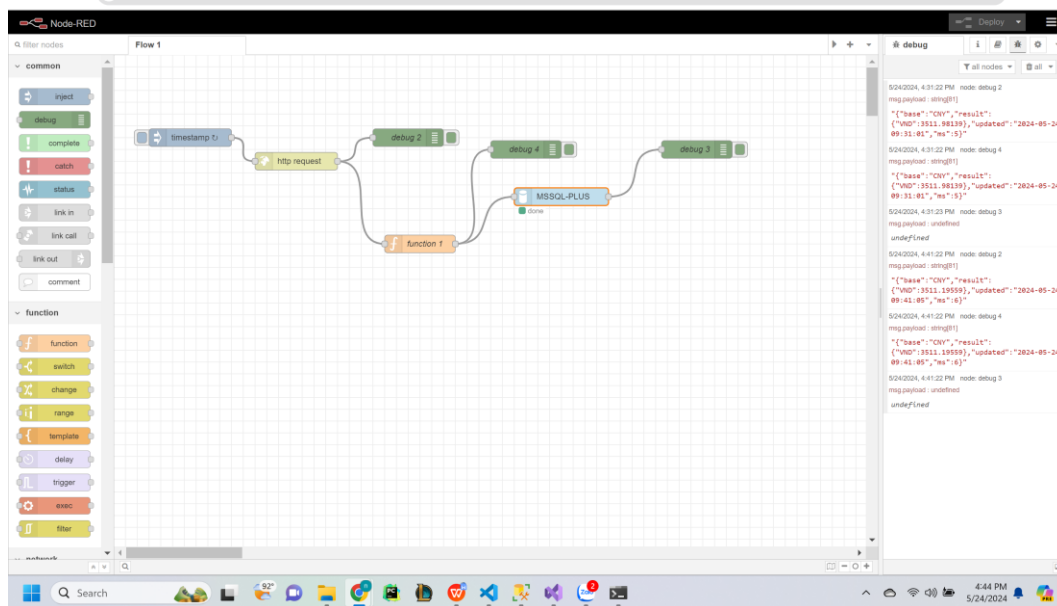 Node-RED
Deploy
filter nodes
Flow 1
debug
i
common
all nodes
all
inject
debug
complete
catch
status
link in
link call
link out
comment
function
function
switch
change
range
template
delay
trigger
exec
filter
network
timestamp ↻
http request
debug 2
debug 4
debug 3
MSSQL-PLUS
done
function 1
f
5/24/2024, 4:31:22 PM node: debug 2
msg.payload : string[81]
"{"base":"CNY","result":
{"VND":3511.98139},"updated":"2024-05-24
09:31:01","ms":5}"
5/24/2024, 4:31:22 PM node: debug 4
msg.payload : string[81]
"{"base":"CNY","result":
{"VND":3511.98139},"updated":"2024-05-24
09:31:01","ms":5}"
5/24/2024, 4:31:23 PM node: debug 3
msg.payload : undefined
undefined
5/24/2024, 4:41:22 PM node: debug 2
msg.payload : string[81]
"{"base":"CNY","result":
{"VND":3511.19559},"updated":"2024-05-24
09:41:05","ms":6}"
5/24/2024, 4:41:22 PM node: debug 4
msg.payload : string[81]
"{"base":"CNY","result":
{"VND":3511.19559},"updated":"2024-05-24
09:41:05","ms":6}"
5/24/2024, 4:41:22 PM node: debug 3
msg.payload : undefined
undefined
Search
92°
PC
Zalo
2
4:44 PM
5/24/2024
PRE